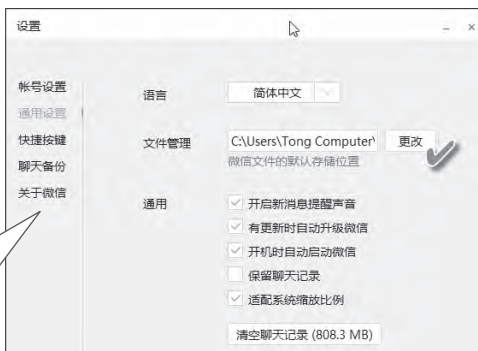 设置
帐号设置
通用设置
快捷按键
聊天备份
关于微信
语言
简体中文
文件管理
C:\Users\Tong Computer\
更改
微信文件的默认存储位置
通用
开启新消息提醒声音
有更新时自动升级微信
开机时自动启动微信
保留聊天记录
适配系统缩放比例
清空聊天记录 (808.3 MB)